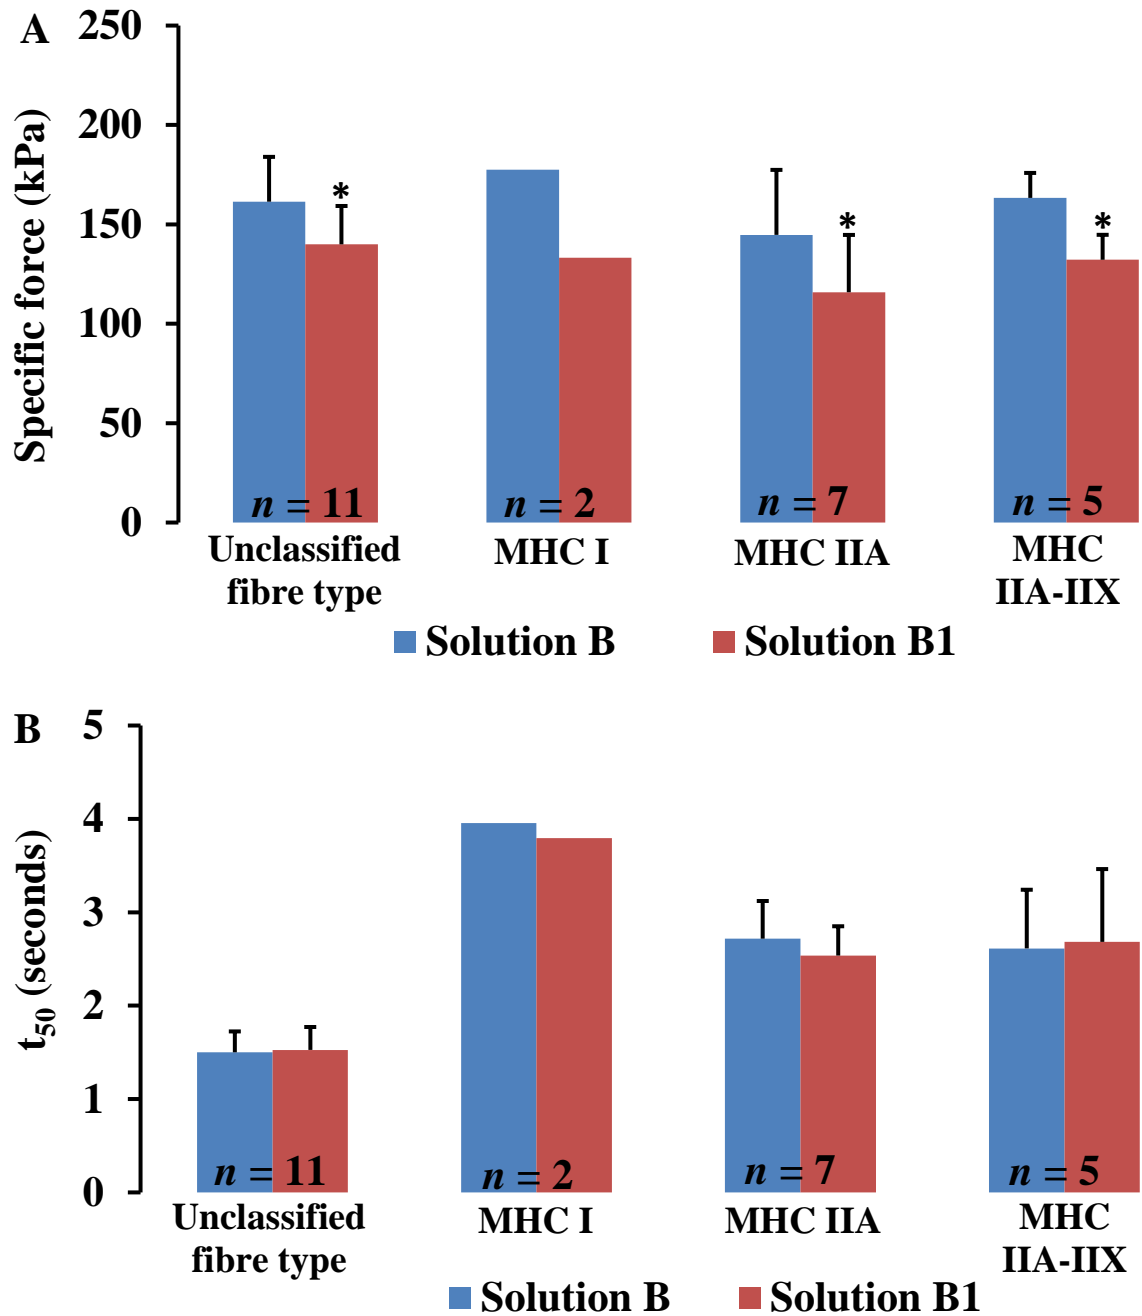 A
Specific force (kPa)
250
200
150
100
50
0
*
*
*
n = 11
n = 2
n = 7
n = 5
Unclassified
fibre type
MHC I
MHC IIA
MHC
IIA-IIX
Solution B
Solution B1
B
t50 (seconds)
5
4
3
2
1
0
n = 11
n = 2
n = 7
n = 5
Unclassified
fibre type
MHC I
MHC IIA
MHC
IIA-IIX
Solution B
Solution B1